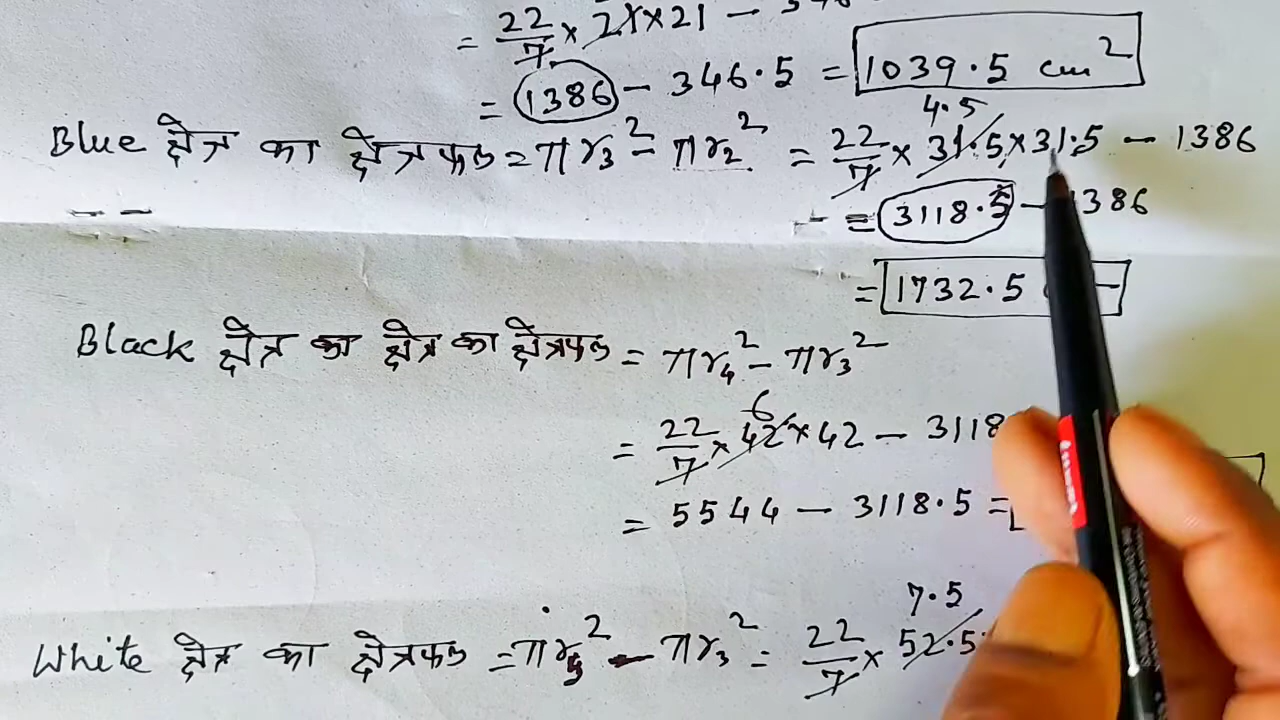 = 22/7 × 21 × 21 –
= 1386 – 346.5 = 1039.5 cm²
4.5
Blue क्षेत्र का क्षेत्रफल = πr₃² – πr₂² = 22/7 × 31.5 × 31.5 – 1386
= 3118.5 – 1386
= 1732.5
Black क्षेत्र का क्षेत्र का क्षेत्रफल = πr₄² – πr₃²
6
= 22/7 × 42 × 42 – 3118
= 5544 – 3118.5 =
7.5
White क्षेत्र का क्षेत्रफल = πr₅² – πr₃² = 22/7 × 52.5